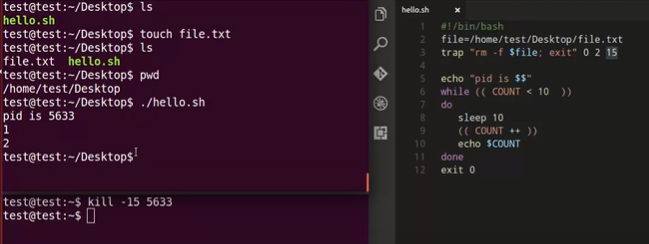 test@test:~/Desktop$ ls
hello.sh
test@test:~/Desktop$ touch file.txt
test@test:~/Desktop$ ls
file.txt  hello.sh
test@test:~/Desktop$ pwd
/home/test/Desktop
test@test:~/Desktop$ ./hello.sh
pid is 5633
1
2
test@test:~/Desktop$
test@test:~$ kill -15 5633
test@test:~$
hello.sh ×
1 #!/bin/bash
2 file=/home/test/Desktop/file.txt
3 trap "rm -f $file; exit" 0 2 15
4
5 echo "pid is $$"
6 while (( COUNT < 10  ))
7 do
8     sleep 10
9     (( COUNT ++ ))
10     echo $COUNT
11 done
12 exit 0